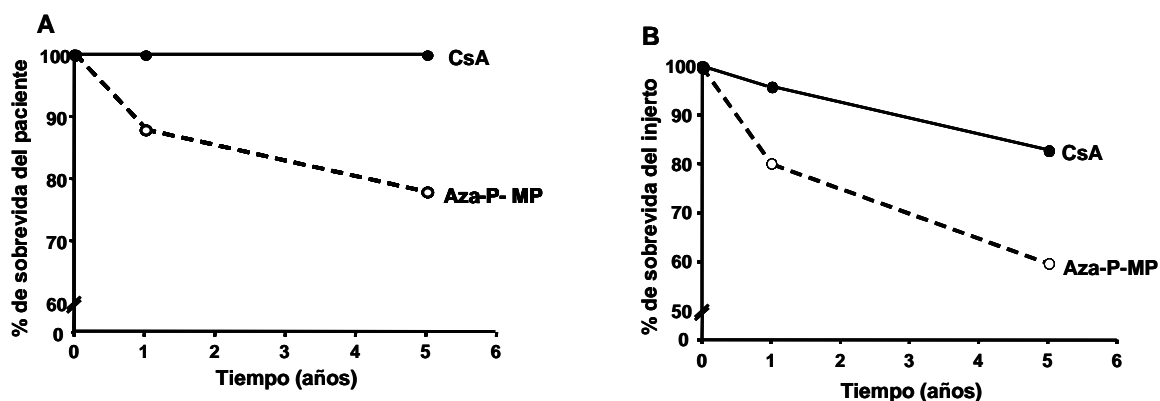 A
% de sobrevida del paciente
100
90
80
70
60
0
CsA
Aza-P- MP
0 1 2 3 4 5 6
Tiempo (años)
B
% de sobrevida del injerto
100
90
80
70
60
50
0
CsA
Aza-P-MP
0 1 2 3 4 5 6
Tiempo (años)